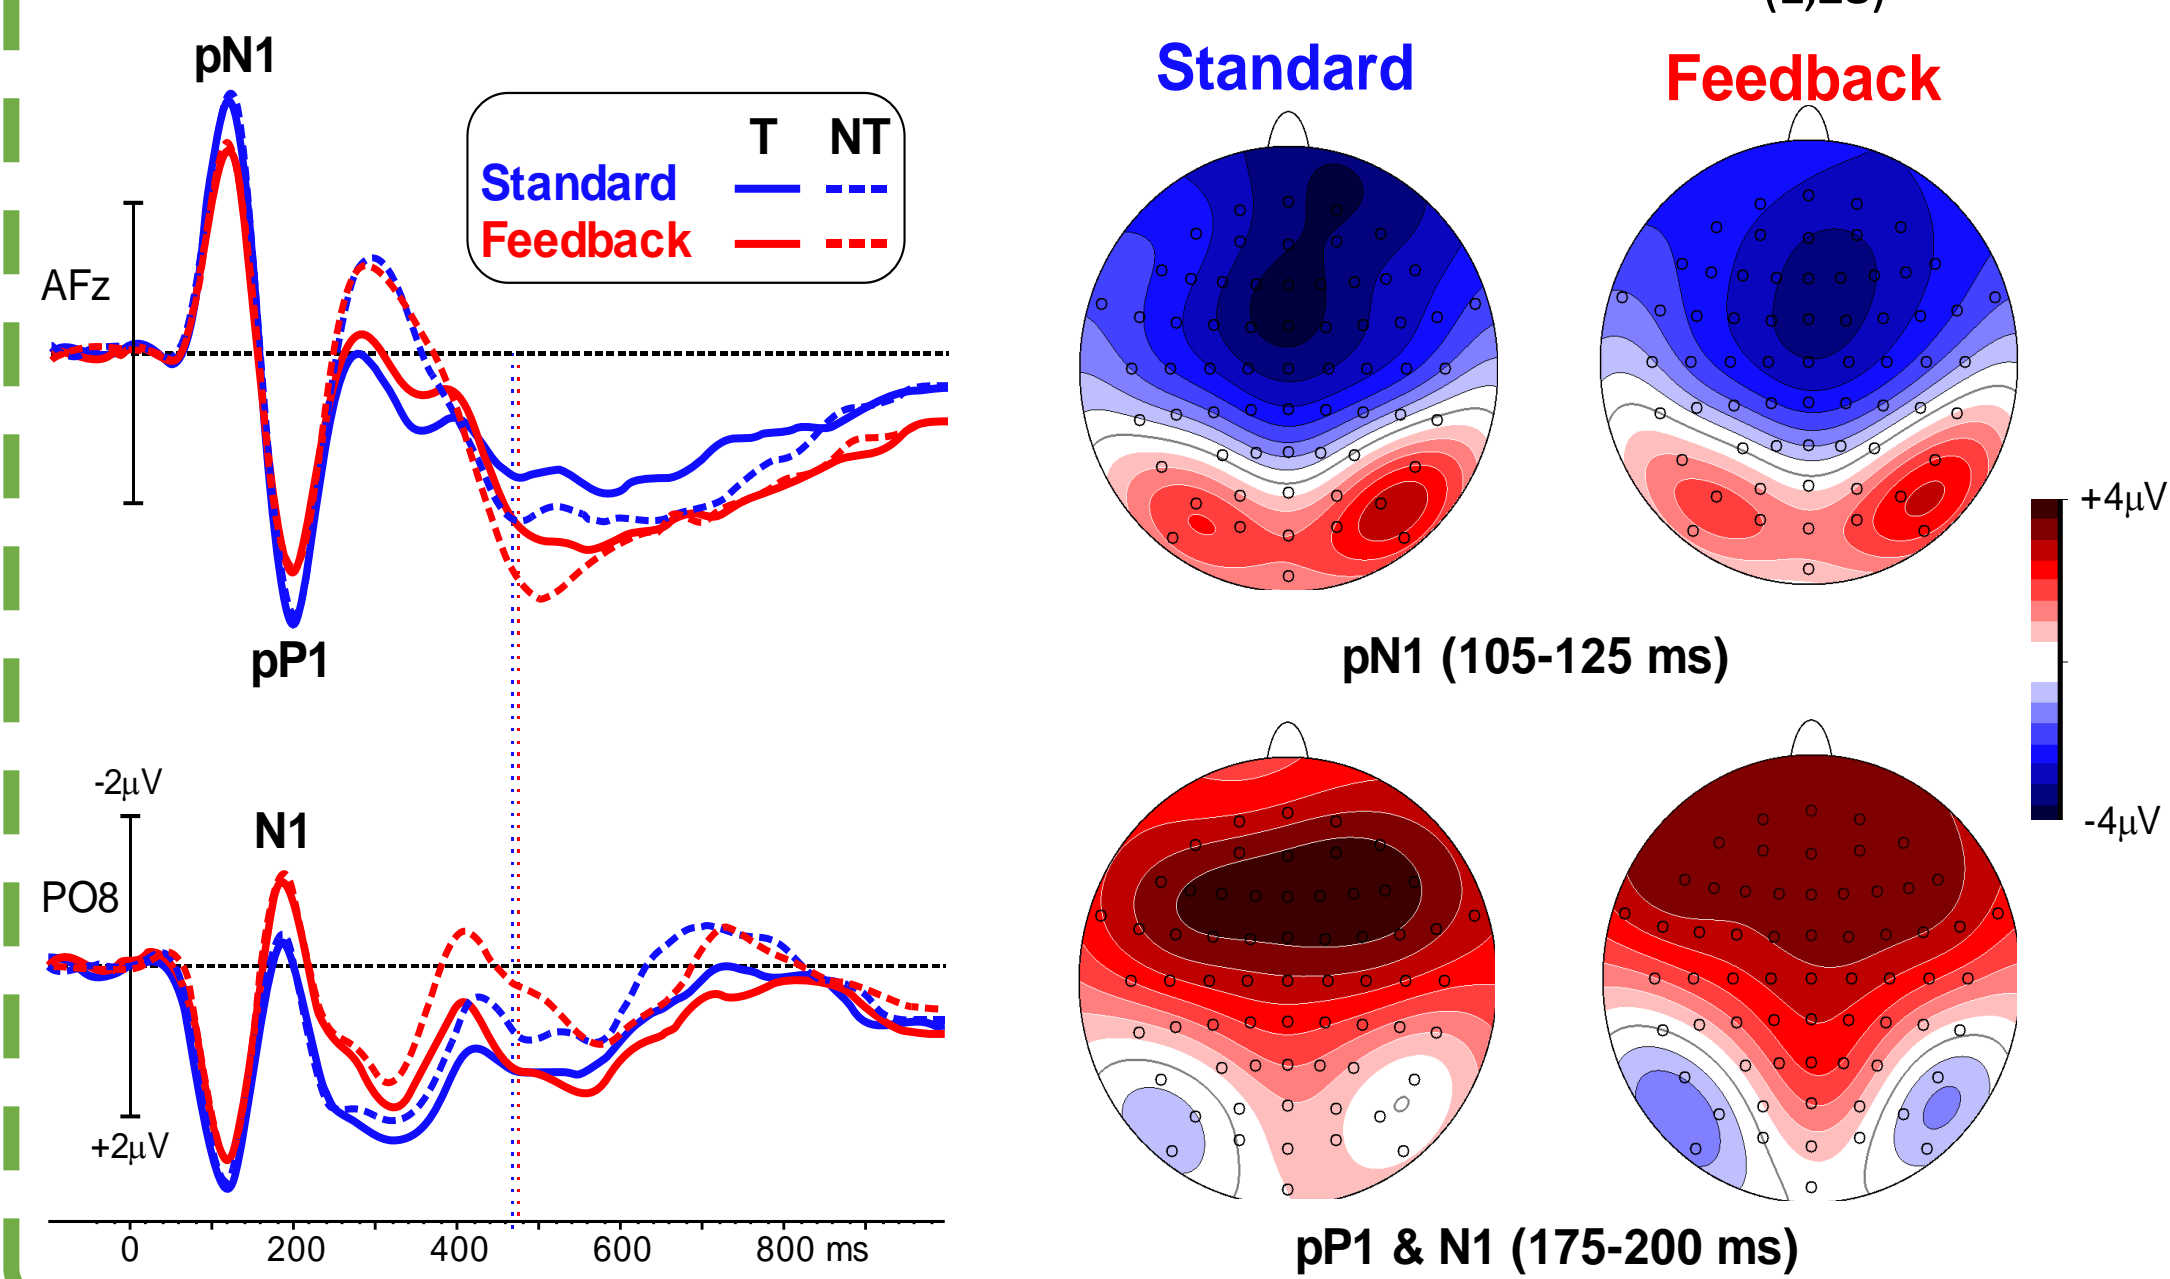 pN1
T NT
Standard
Feedback
AFz
pP1
-2µV
N1
PO8
+2µV
0 200 400 600 800 ms
Standard Feedback
+4µV
-4µV
pN1 (105-125 ms)
pP1 & N1 (175-200 ms)